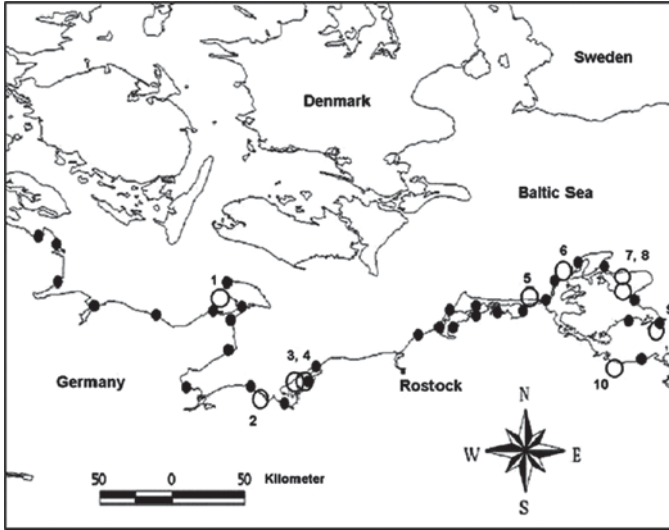 Sweden
Denmark
Baltic Sea
1
5
6
7, 8
9
3, 4
Germany
2
Rostock
10
N
W E
S
50 0 50 Kilometer